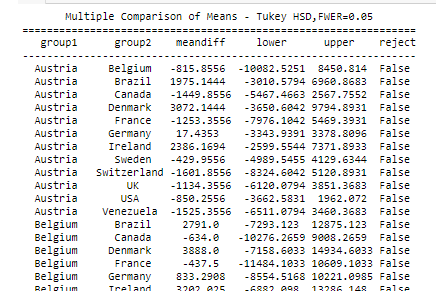 Multiple Comparison of Means - Tukey HSD,FWER=0.05
==============================================================
group1 group2 meandiff lower upper reject
--------------------------------------------------------------
Austria Belgium -815.8556 -10082.5251 8450.814 False
Austria Brazil 1975.1444 -3010.5794 6960.8683 False
Austria Canada -1449.8556 -5467.4663 2567.7552 False
Austria Denmark 3072.1444 -3650.6042 9794.8931 False
Austria France -1253.3556 -7976.1042 5469.3931 False
Austria Germany 17.4353 -3343.9391 3378.8096 False
Austria Ireland 2386.1694 -2599.5544 7371.8933 False
Austria Sweden -429.9556 -4989.5455 4129.6344 False
Austria Switzerland -1601.8556 -8324.6042 5120.8931 False
Austria UK -1134.3556 -6120.0794 3851.3683 False
Austria USA -850.2556 -3662.5831 1962.072 False
Austria Venezuela -1525.3556 -6511.0794 3460.3683 False
Belgium Brazil 2791.0 -7293.123 12875.123 False
Belgium Canada -634.0 -10276.2659 9008.2659 False
Belgium Denmark 3888.0 -7158.6033 14934.6033 False
Belgium France -437.5 -11484.1033 10609.1033 False
Belgium Germany 833.2908 -8554.5168 10221.0985 False
Belgium Ireland 3202.025 -6882.098 13286.148 False